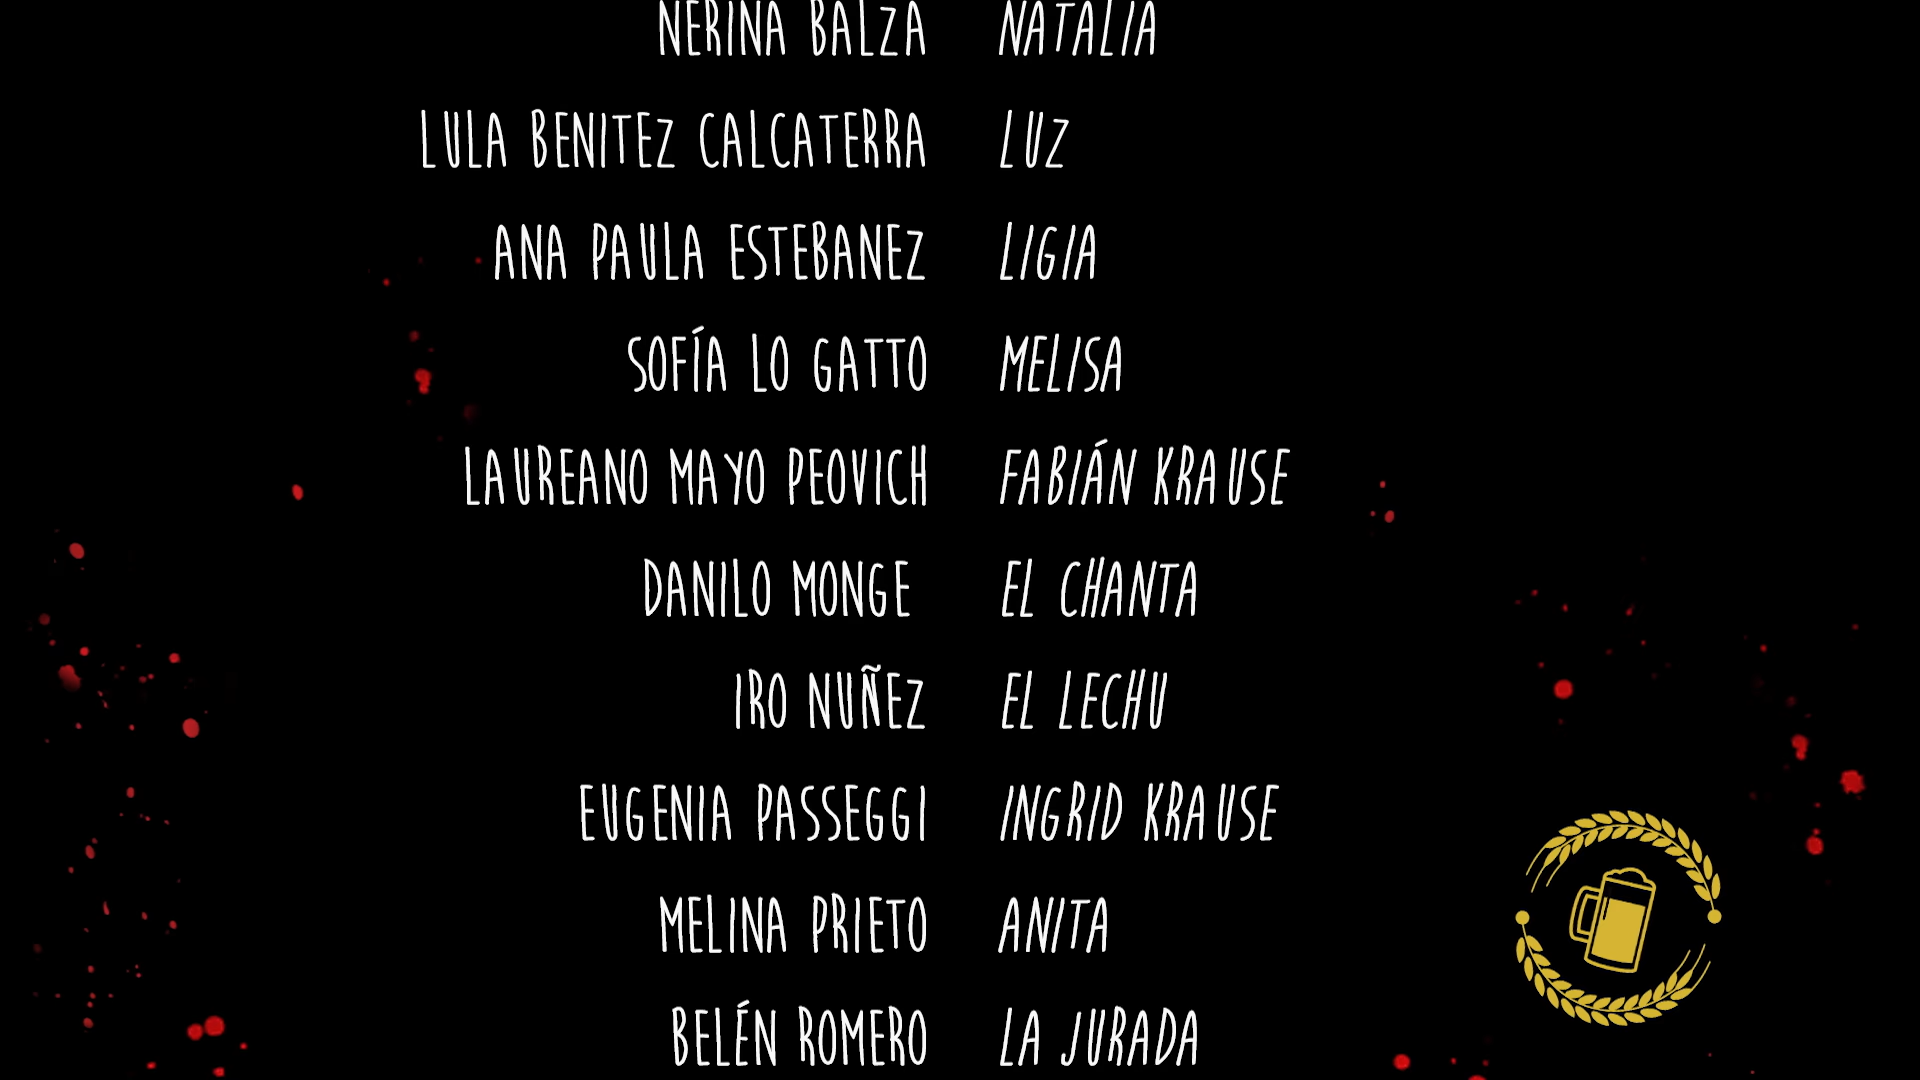 NERINA BALZA NATALIA
LULA BENITEZ CALCATERRA LUZ
ANA PAULA ESTEBANEZ LIGIA
SOFÍA LO GATTO MELISA
LAUREANO MAYO PEOVICH FABIÁN KRAUSE
DANILO MONGE EL CHANTA
IRO NUÑEZ EL LECHU
EUGENIA PASSEGGI INGRID KRAUSE
MELINA PRIETO ANITA
BELÉN ROMERO LA JURADA